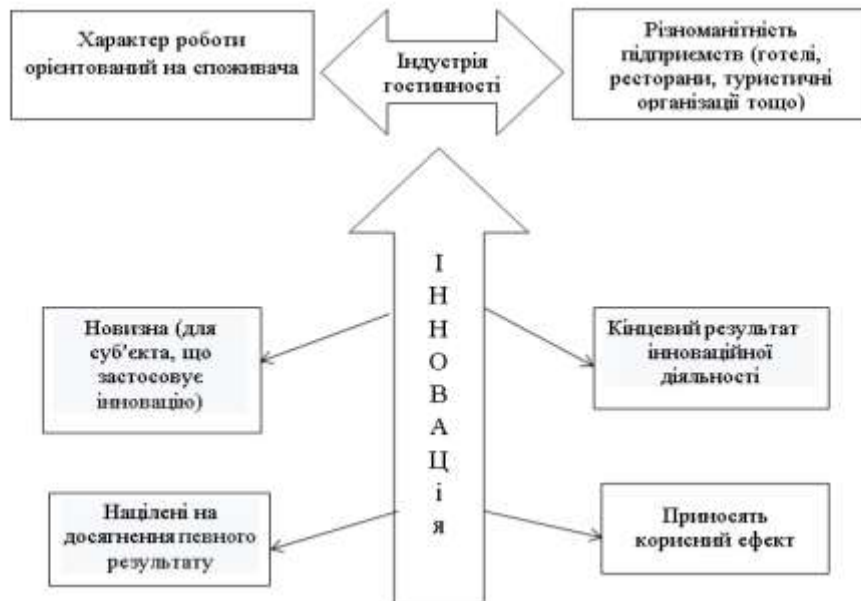 Характер роботи
орієнтований на споживача
Індустрія
гостинності
Різноманітність
підприємств (готелі,
ресторани, туристичні
організації тощо)
І
Н
Н
О
В
А
Ц
і
я
Новизна (для
суб'єкта, що
застосовує
інновацію)
Кінцевий результат
інноваційної
діяльності
Націлені на
досягнення певного
результату
Приносять
корисний ефект